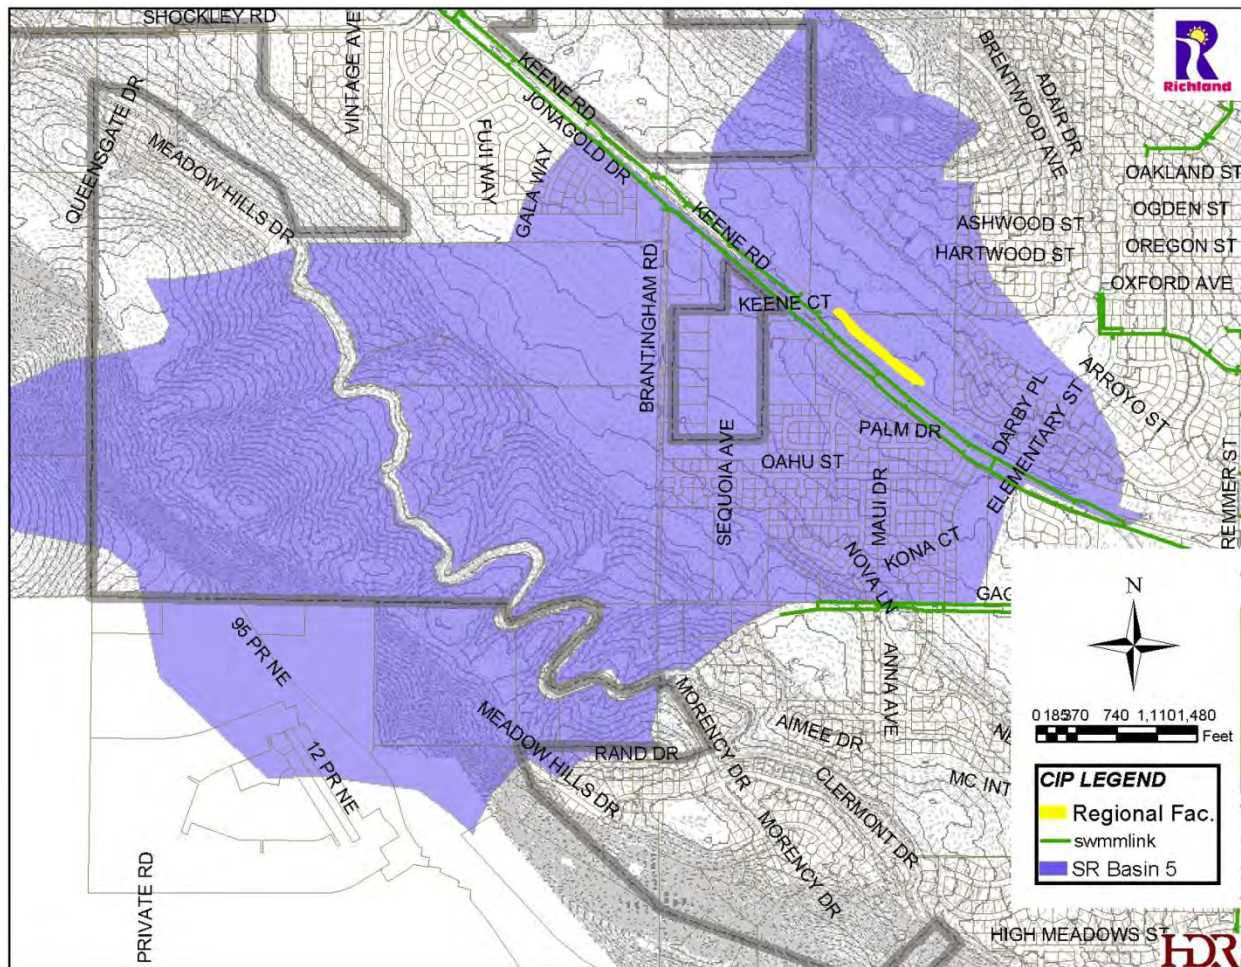 SHOCKLEY RD
VINTAGE AVE
KEENE RD
JONAGOLD DR
BRENTWOOD AVE
ADAIR DR
Richland
QUEENSGATE DR
MEADOW HILLS DR
FUJI WAY
GALA WAY
OAKLAND ST
OGDEN ST
ASHWOOD ST
HARTWOOD ST
OREGON ST
OXFORD AVE
KEENE RD
BRANTINGHAM RD
KEENE CT
ARROYO ST
DARBY PL
ELEMENTARY ST
PALM DR
OAHU ST
SEQUOIA AVE
MAUI DR
KONA CT
NOVA LN
REMMER ST
GAG
N
95 PR NE
12 PR NE
ANNA AVE
MORENCY DR
AIMEE DR
MEADOW HILLS DR
RAND DR
CLERMONT DR
MC INT
MORENCY DR
0 185 370 740 1,110 1,480
Feet
CIP LEGEND
Regional Fac.
swmmlink
SR Basin 5
PRIVATE RD
HIGH MEADOWS ST
HDR